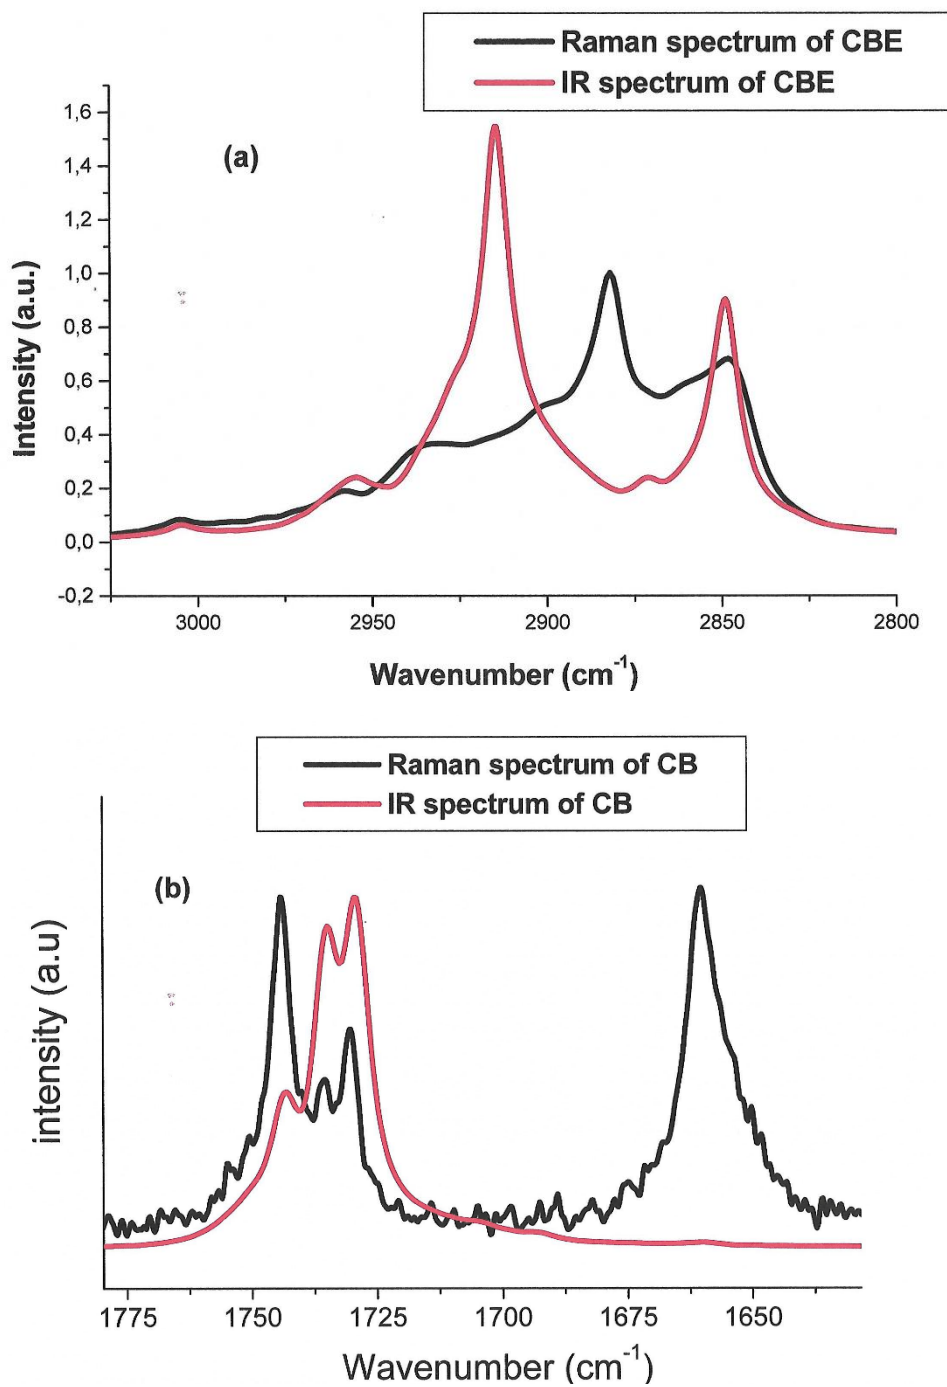 Raman spectrum of CBE
IR spectrum of CBE
(a)
1,6
1,4
1,2
1,0
0,8
0,6
0,4
0,2
0,0
-0,2
Intensity (a.u.)
3000 2950 2900 2850 2800
Wavenumber (cm⁻¹)
Raman spectrum of CB
IR spectrum of CB
(b)
intensity (a.u)
1775 1750 1725 1700 1675 1650
Wavenumber (cm⁻¹)